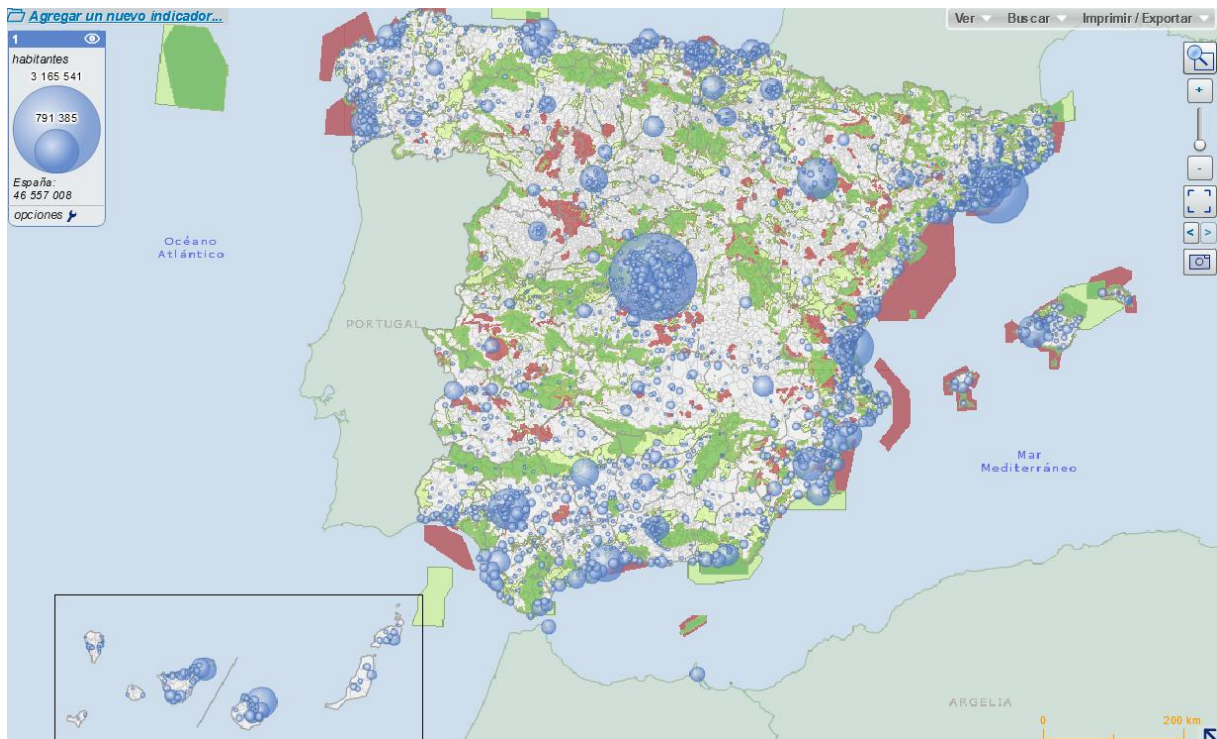 Agregar un nuevo indicador...
Ver Buscar Imprimir / Exportar
1
habitantes
3 165 541
791 385
España:
46 557 008
opciones
+
-
< >
Océano
Atlántico
PORTUGAL
Mar
Mediterráneo
ARGELIA
0 200 km